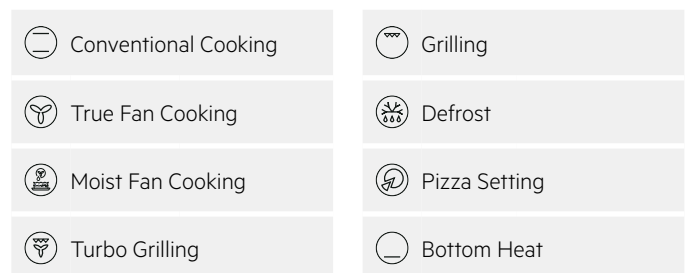 Conventional Cooking
Grilling
True Fan Cooking
Defrost
Moist Fan Cooking
Pizza Setting
Turbo Grilling
Bottom Heat